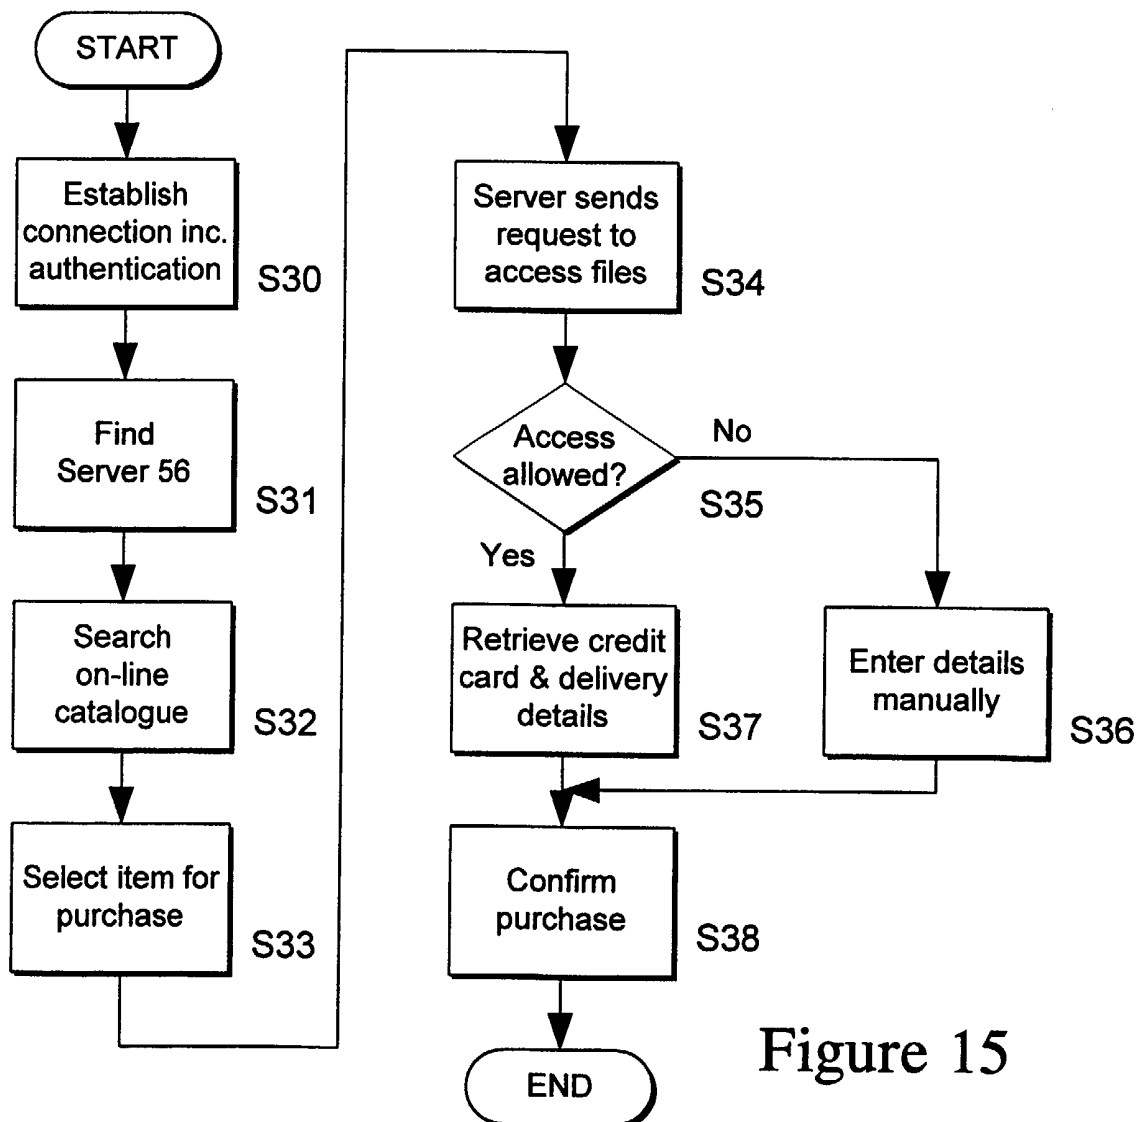 START
Establish
connection inc.
authentication
S30
Find
Server 56
S31
Search
on-line
catalogue
S32
Select item for
purchase
S33
Server sends
request to
access files
S34
Access
allowed?
S35
No
Yes
Retrieve credit
card & delivery
details
S37
Enter details
manually
S36
Confirm
purchase
S38
END
Figure 15